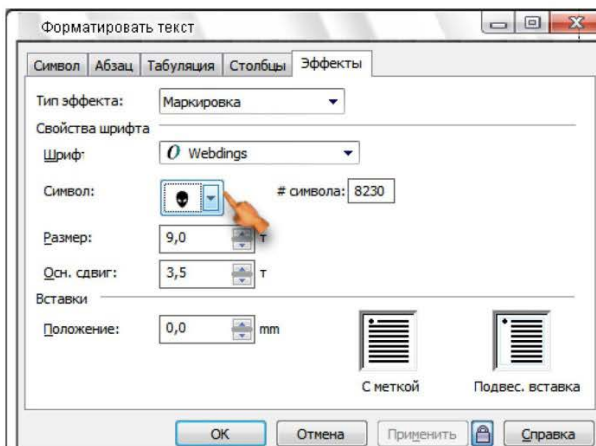 Форматировать текст
Символ Абзац Табуляция Столбцы Эффекты
Тип эффекта: Маркировка
Свойства шрифта
Шриф O Webdings
Символ: # символа: 8230
Размер: 9,0 т
Осн. сдвиг: 3,5 т
Вставки
Положение: 0,0 mm
С меткой Подвес. вставка
OK Отмена Применить Справка